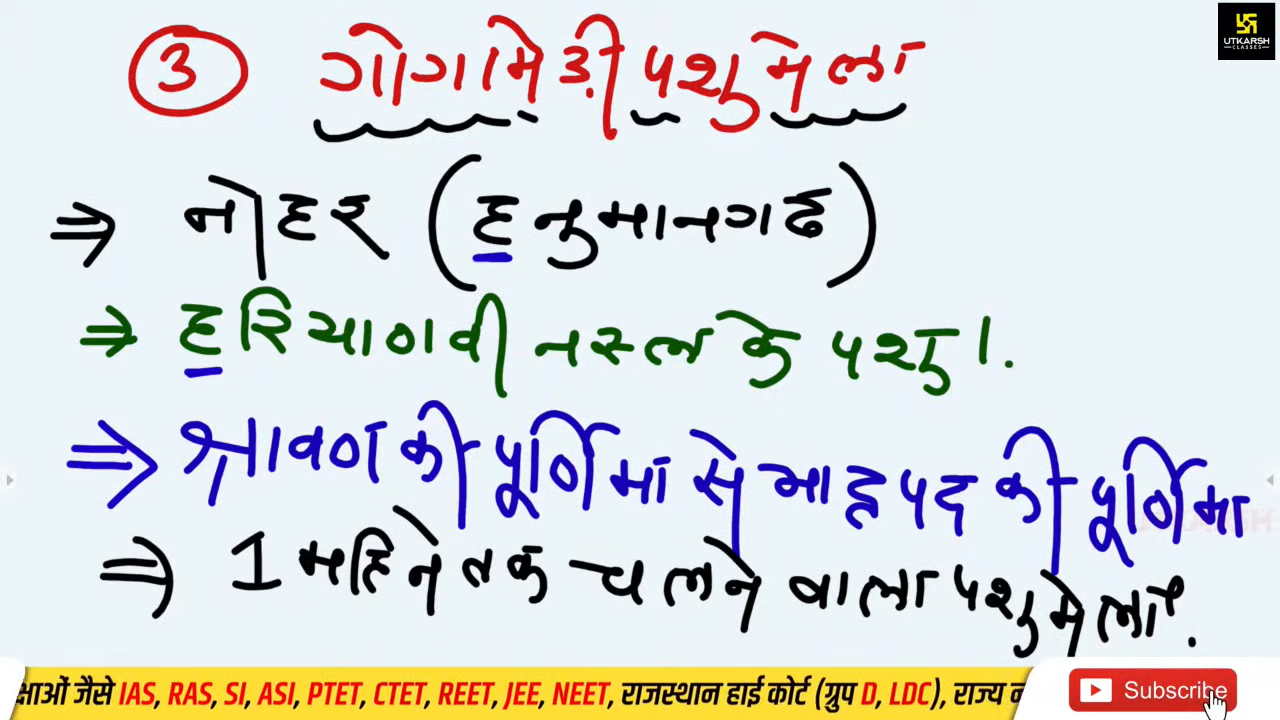 UTKARSH
CLASSES
3 गोगामेडी पशु मेला
⇒ नोहर (हनुमानगढ)
⇒ हरियाणवी नस्ल के पशु।.
⇒ श्रावण की पूर्णिमा से भाद्रपद की पूर्णिमा
⇒ 1 महिने तक चलने वाला पशु मेला.
क्षाओं जैसे IAS, RAS, SI, ASI, PTET, CTET, REET, JEE, NEET, राजस्थान हाई कोर्ट (ग्रुप D, LDC), राज्य
Subscribe